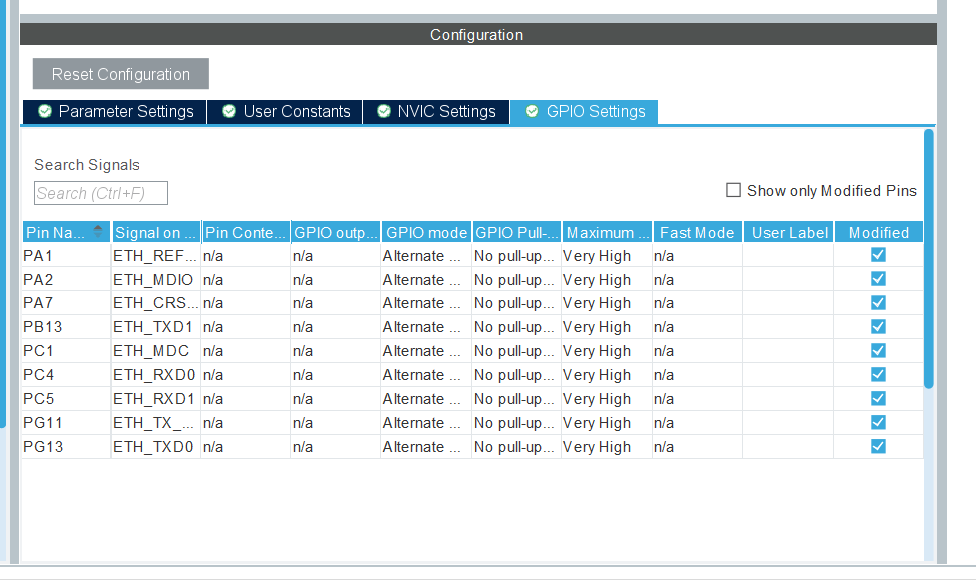 Configuration
Reset Configuration
Parameter Settings User Constants NVIC Settings GPIO Settings
Search Signals
Search (Ctrl+F)
Show only Modified Pins
Pin Na... Signal on ... Pin Conte... GPIO outp... GPIO mode GPIO Pull-... Maximum ... Fast Mode User Label Modified
PA1 ETH_REF... n/a n/a Alternate ... No pull-up... Very High n/a
PA2 ETH_MDIO n/a n/a Alternate ... No pull-up... Very High n/a
PA7 ETH_CRS... n/a n/a Alternate ... No pull-up... Very High n/a
PB13 ETH_TXD1 n/a n/a Alternate ... No pull-up... Very High n/a
PC1 ETH_MDC n/a n/a Alternate ... No pull-up... Very High n/a
PC4 ETH_RXD0 n/a n/a Alternate ... No pull-up... Very High n/a
PC5 ETH_RXD1 n/a n/a Alternate ... No pull-up... Very High n/a
PG11 ETH_TX_... n/a n/a Alternate ... No pull-up... Very High n/a
PG13 ETH_TXD0 n/a n/a Alternate ... No pull-up... Very High n/a